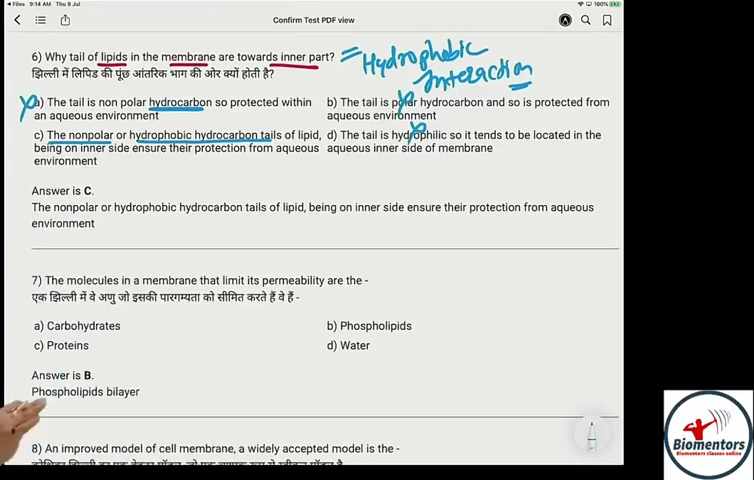 Files 9:14 AM Thu 9 Jul
100%
Confirm Test PDF view
6) Why tail of lipids in the membrane are towards inner part?
= Hydrophobic
Interaction
झिल्ली में लिपिड की पूंछ आंतरिक भाग की ओर क्यों होती है?
a) The tail is non polar hydrocarbon so protected within
an aqueous environment
b) The tail is polar hydrocarbon and so is protected from
aqueous environment
c) The nonpolar or hydrophobic hydrocarbon tails of lipid,
being on inner side ensure their protection from aqueous
environment
d) The tail is hydrophilic so it tends to be located in the
aqueous inner side of membrane
Answer is C.
The nonpolar or hydrophobic hydrocarbon tails of lipid, being on inner side ensure their protection from aqueous
environment
7) The molecules in a membrane that limit its permeability are the -
एक झिल्ली में वे अणु जो इसकी पारगम्यता को सीमित करते हैं वे हैं -
a) Carbohydrates
b) Phospholipids
c) Proteins
d) Water
Answer is B.
Phospholipids bilayer
8) An improved model of cell membrane, a widely accepted model is the -
Biomentors
Biomentors classes online